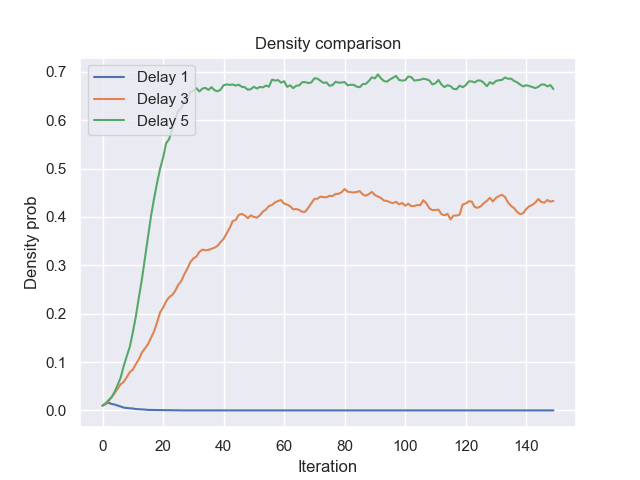 Density comparison
Delay 1
Delay 3
Delay 5
Density prob
0.7
0.6
0.5
0.4
0.3
0.2
0.1
0.0
0 20 40 60 80 100 120 140
Iteration